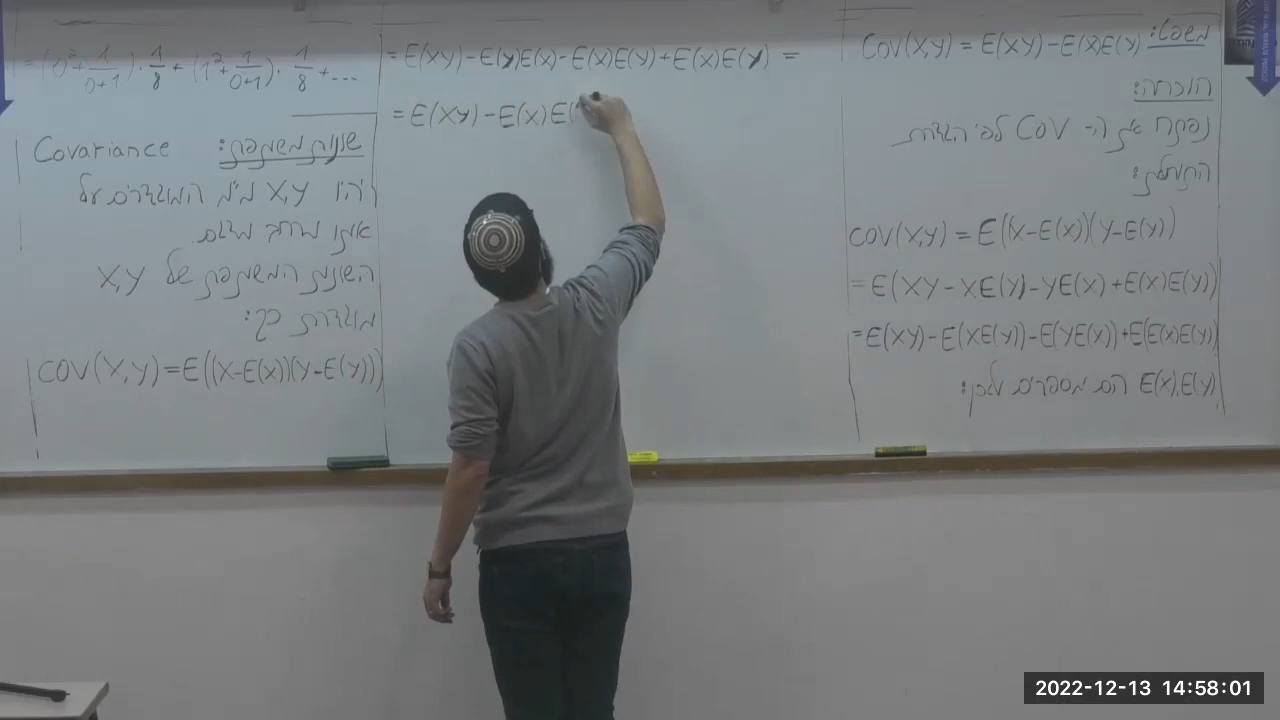 = (0² + 1/(0+1)) · 1/8 + (1² + 1/(0+1)) · 1/8 + ...
שונות משותפת: Covariance
יהיו X,Y מ"מ המוגדרים על
אותו מרחב מדגם.
השונות המשותפת של X,Y
מוגדרת כך:
COV(X,Y) = E((X-E(X))(Y-E(Y)))
= E(XY) - E(Y)E(X) - E(X)E(Y) + E(X)E(Y) =
= E(XY) - E(X)E(
משפט: COV(X,Y) = E(XY) - E(X)E(Y)
הוכחה:
נפתח את ה- COV לפי הגדרת
התוחלת:
COV(X,Y) = E((X-E(X))(Y-E(Y))
= E(XY - XE(Y) - YE(X) + E(X)E(Y))
= E(XY) - E(XE(Y)) - E(YE(X)) + E(E(X)E(Y))
E(X),E(Y) הם מספרים ולכן:
2022-12-13 14:58:01